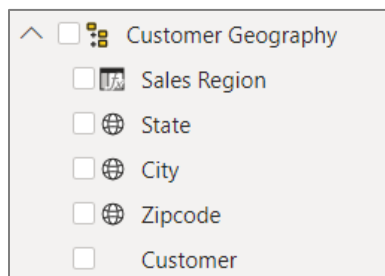 Customer Geography
Sales Region
State
City
Zipcode
Customer